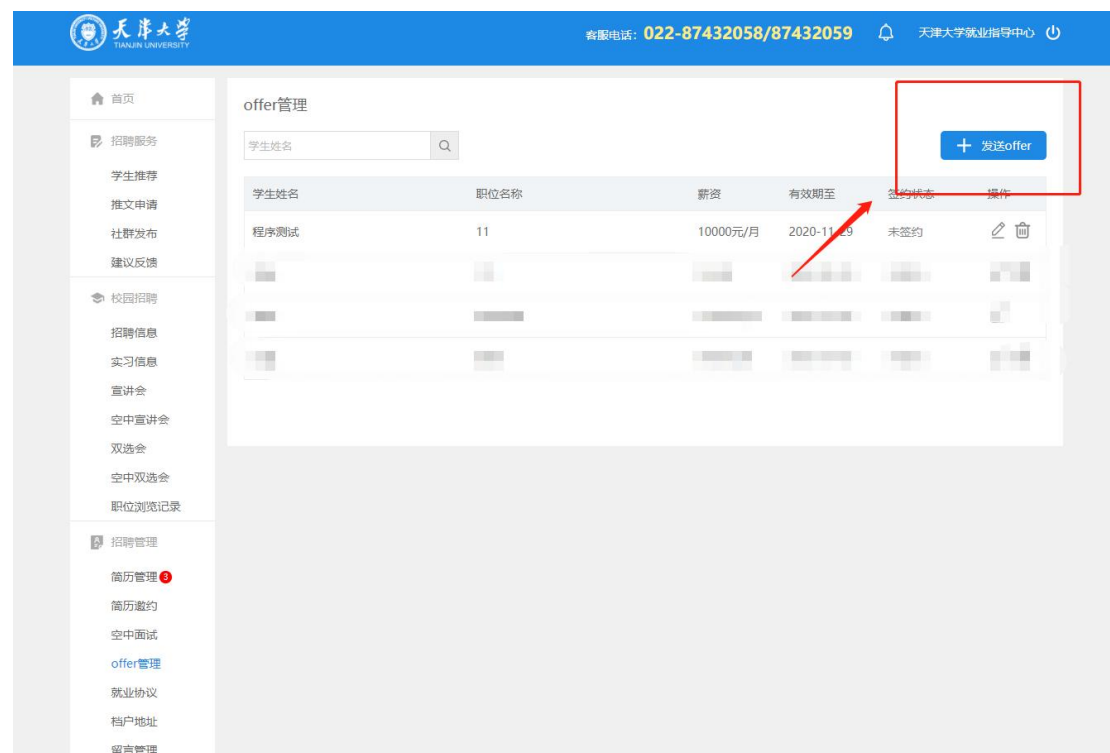 天津大学
TIANJIN UNIVERSITY
客服电话: 022-87432058/87432059
天津大学就业指导中心
首页
招聘服务
学生推荐
推文申请
社群发布
建议反馈
校园招聘
招聘信息
实习信息
宣讲会
空中宣讲会
双选会
空中双选会
职位浏览记录
招聘管理
简历管理 3
简历邀约
空中面试
offer管理
就业协议
档户地址
留言管理
offer管理
学生姓名
发送offer
学生姓名 职位名称 薪资 有效期至 签约状态 操作
程序测试 11 10000元/月 2020-11-29 未签约